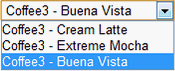 Coffee3 - Buena Vista
Coffee3 - Cream Latte
Coffee3 - Extreme Mocha
Coffee3 - Buena Vista